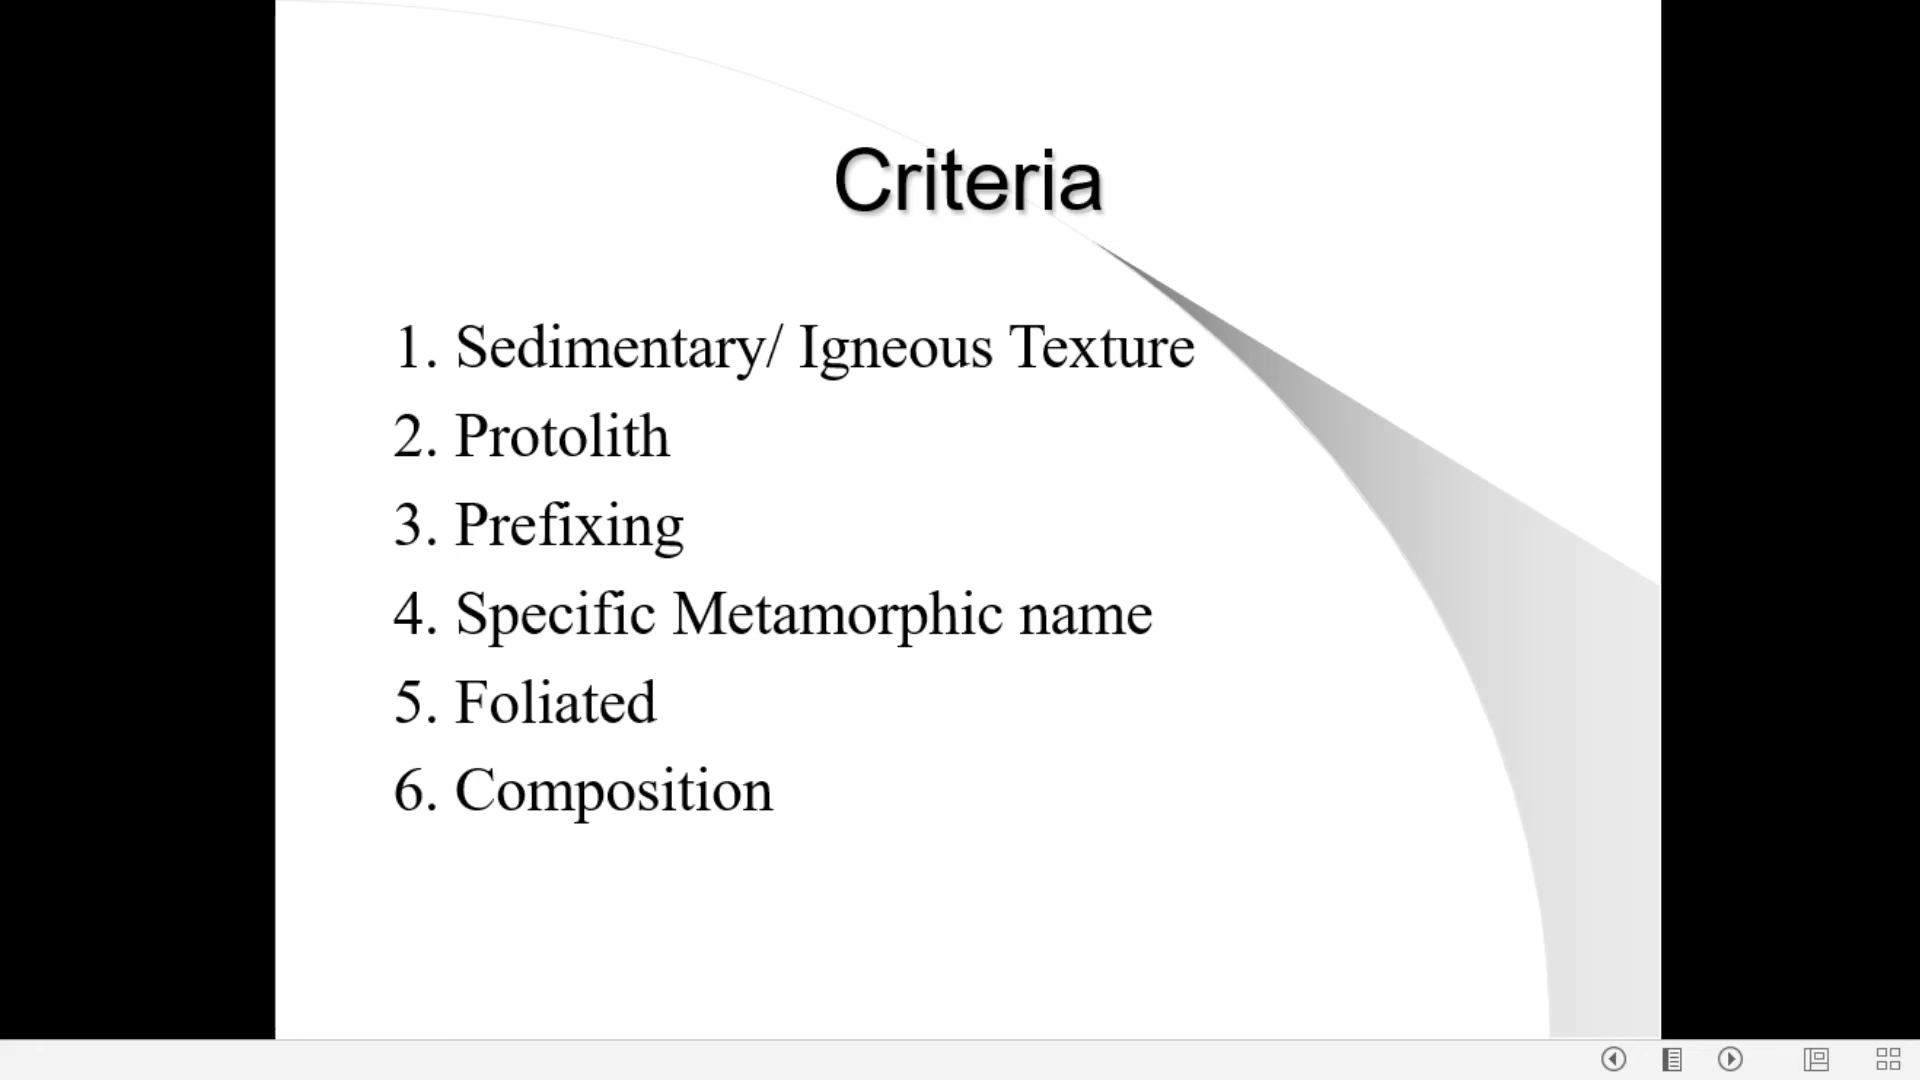 Criteria
1. Sedimentary/ Igneous Texture
2. Protolith
3. Prefixing
4. Specific Metamorphic name
5. Foliated
6. Composition